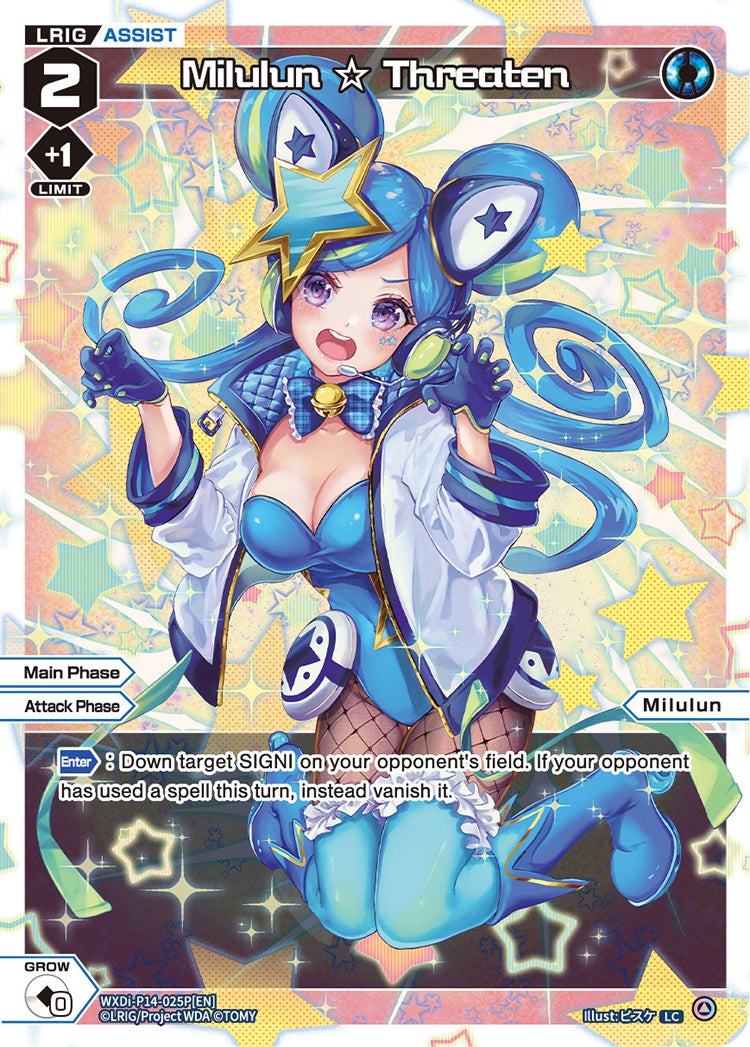 LRIG ASSIST
2
Milulun ☆ Threaten
+1
LIMIT
Main Phase
Attack Phase
Milulun
Enter : Down target SIGNI on your opponent's field. If your opponent
has used a spell this turn, instead vanish it.
GROW
0
WXDi-P14-025P[EN]
©LRIG/Project WDA ©TOMY
Illust:ピスケ LC